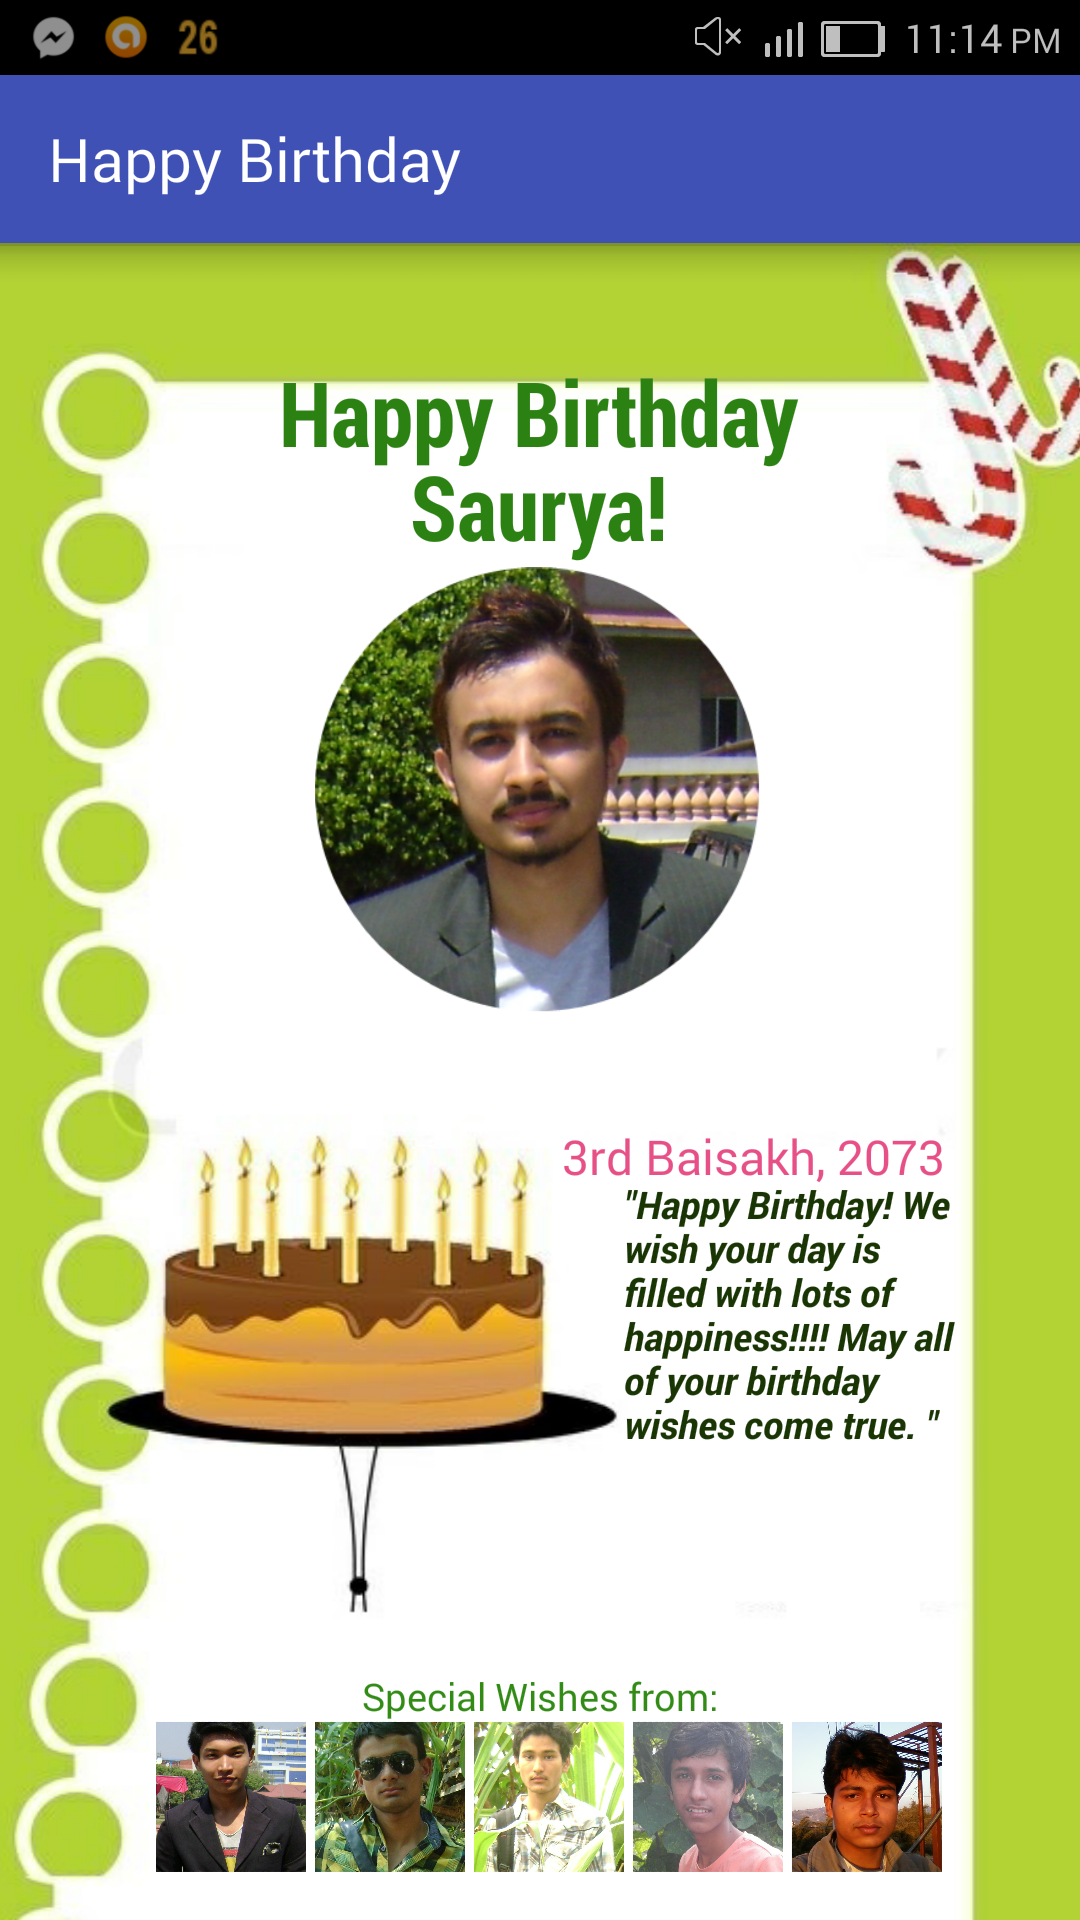 26 11:14 PM
Happy Birthday
Happy Birthday
Saurya!
3rd Baisakh, 2073
"Happy Birthday! We
wish your day is
filled with lots of
happiness!!!! May all
of your birthday
wishes come true. "
Special Wishes from: